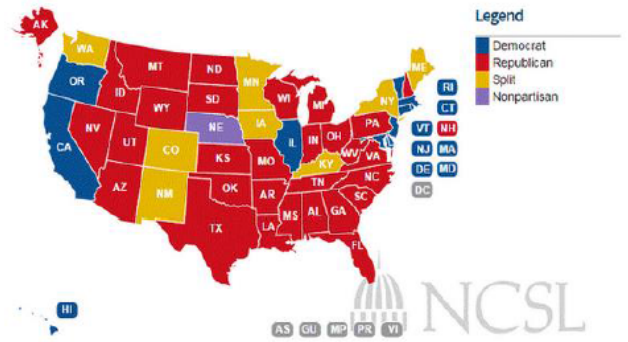 Legend
Democrat
Republican
Split
Nonpartisan
AK
WA
MT
ND
MN
ME
OR
ID
SD
WI
MI
NY
RI
WY
IA
PA
CT
NV
NE
IL
IN
OH
VT
NH
CA
UT
CO
KS
MO
WV
VA
NJ
MA
KY
DE
MD
AZ
NM
OK
AR
TN
NC
DC
SC
TX
LA
MS
AL
GA
FL
HI
AS
GU
MP
PR
VI
NCSL